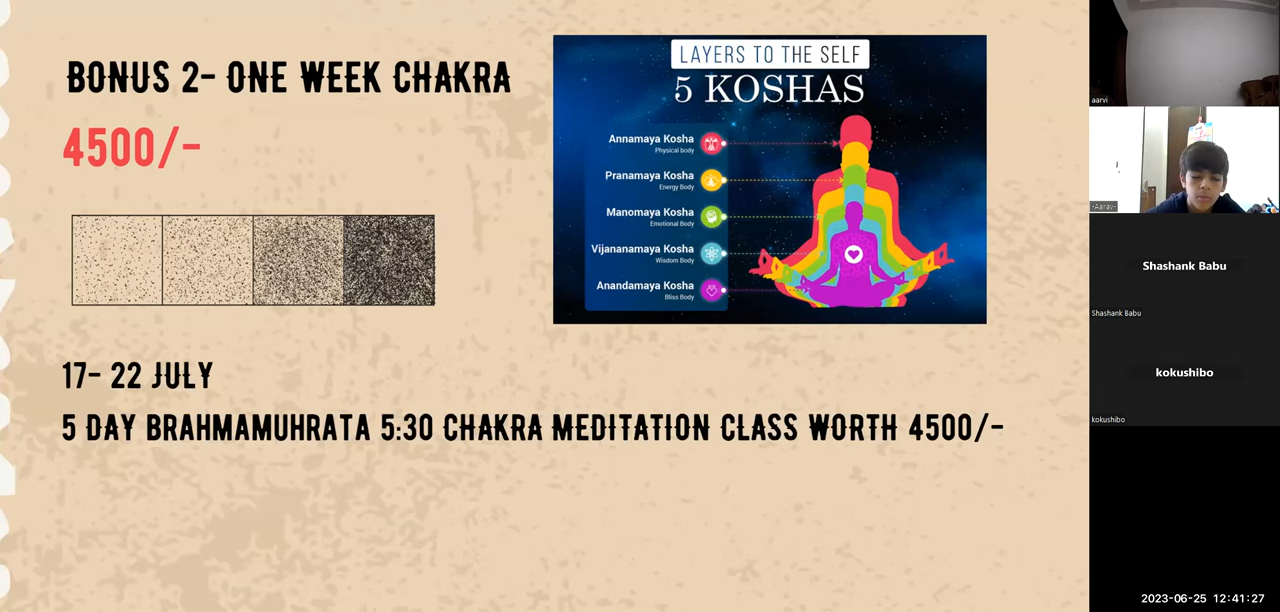 BONUS 2- ONE WEEK CHAKRA
4500/-
LAYERS TO THE SELF
5 KOSHAS
Annamaya Kosha
Physical body
Pranamaya Kosha
Energy Body
Manomaya Kosha
Emotional Body
Vijananamaya Kosha
Wisdom Body
Anandamaya Kosha
Bliss Body
17- 22 JULY
5 DAY BRAHMAMUHRATA 5:30 CHAKRA MEDITATION CLASS WORTH 4500/-
aarvi
-Aarav-
Shashank Babu
Shashank Babu
kokushibo
kokushibo
2023-06-25 12:41:27